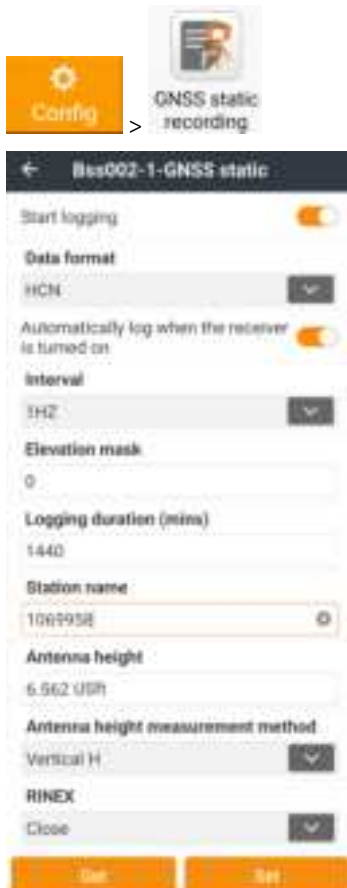 Config
>
GNSS static
recording
Bss002-1-GNSS static
Start logging
Data format
HCN
Automatically log when the receiver
is turned on
Interval
1HZ
Elevation mask
0
Logging duration (mins)
1440
Station name
1069958
Antenna height
6.562 USft
Antenna height measurement method
Vertical H
RINEX
Close
Get
Set